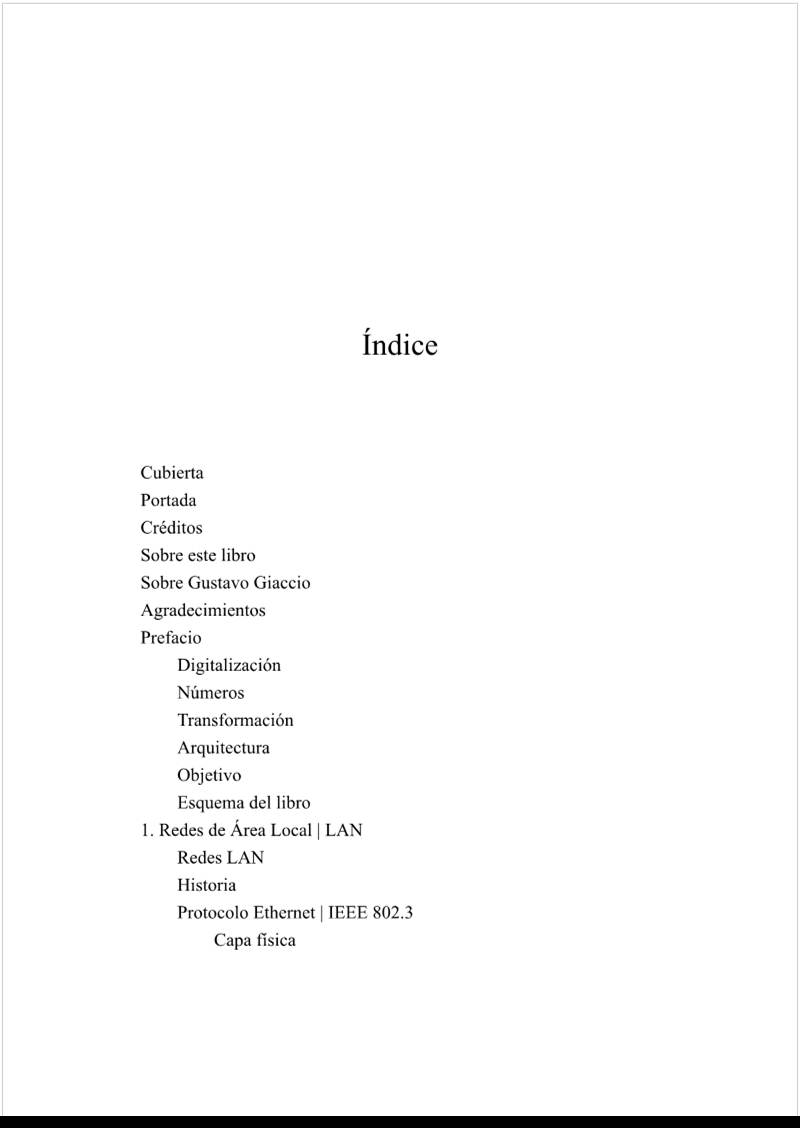 Índice
Cubierta
Portada
Créditos
Sobre este libro
Sobre Gustavo Giaccio
Agradecimientos
Prefacio
Digitalización
Números
Transformación
Arquitectura
Objetivo
Esquema del libro
1. Redes de Área Local | LAN
Redes LAN
Historia
Protocolo Ethernet | IEEE 802.3
Capa física